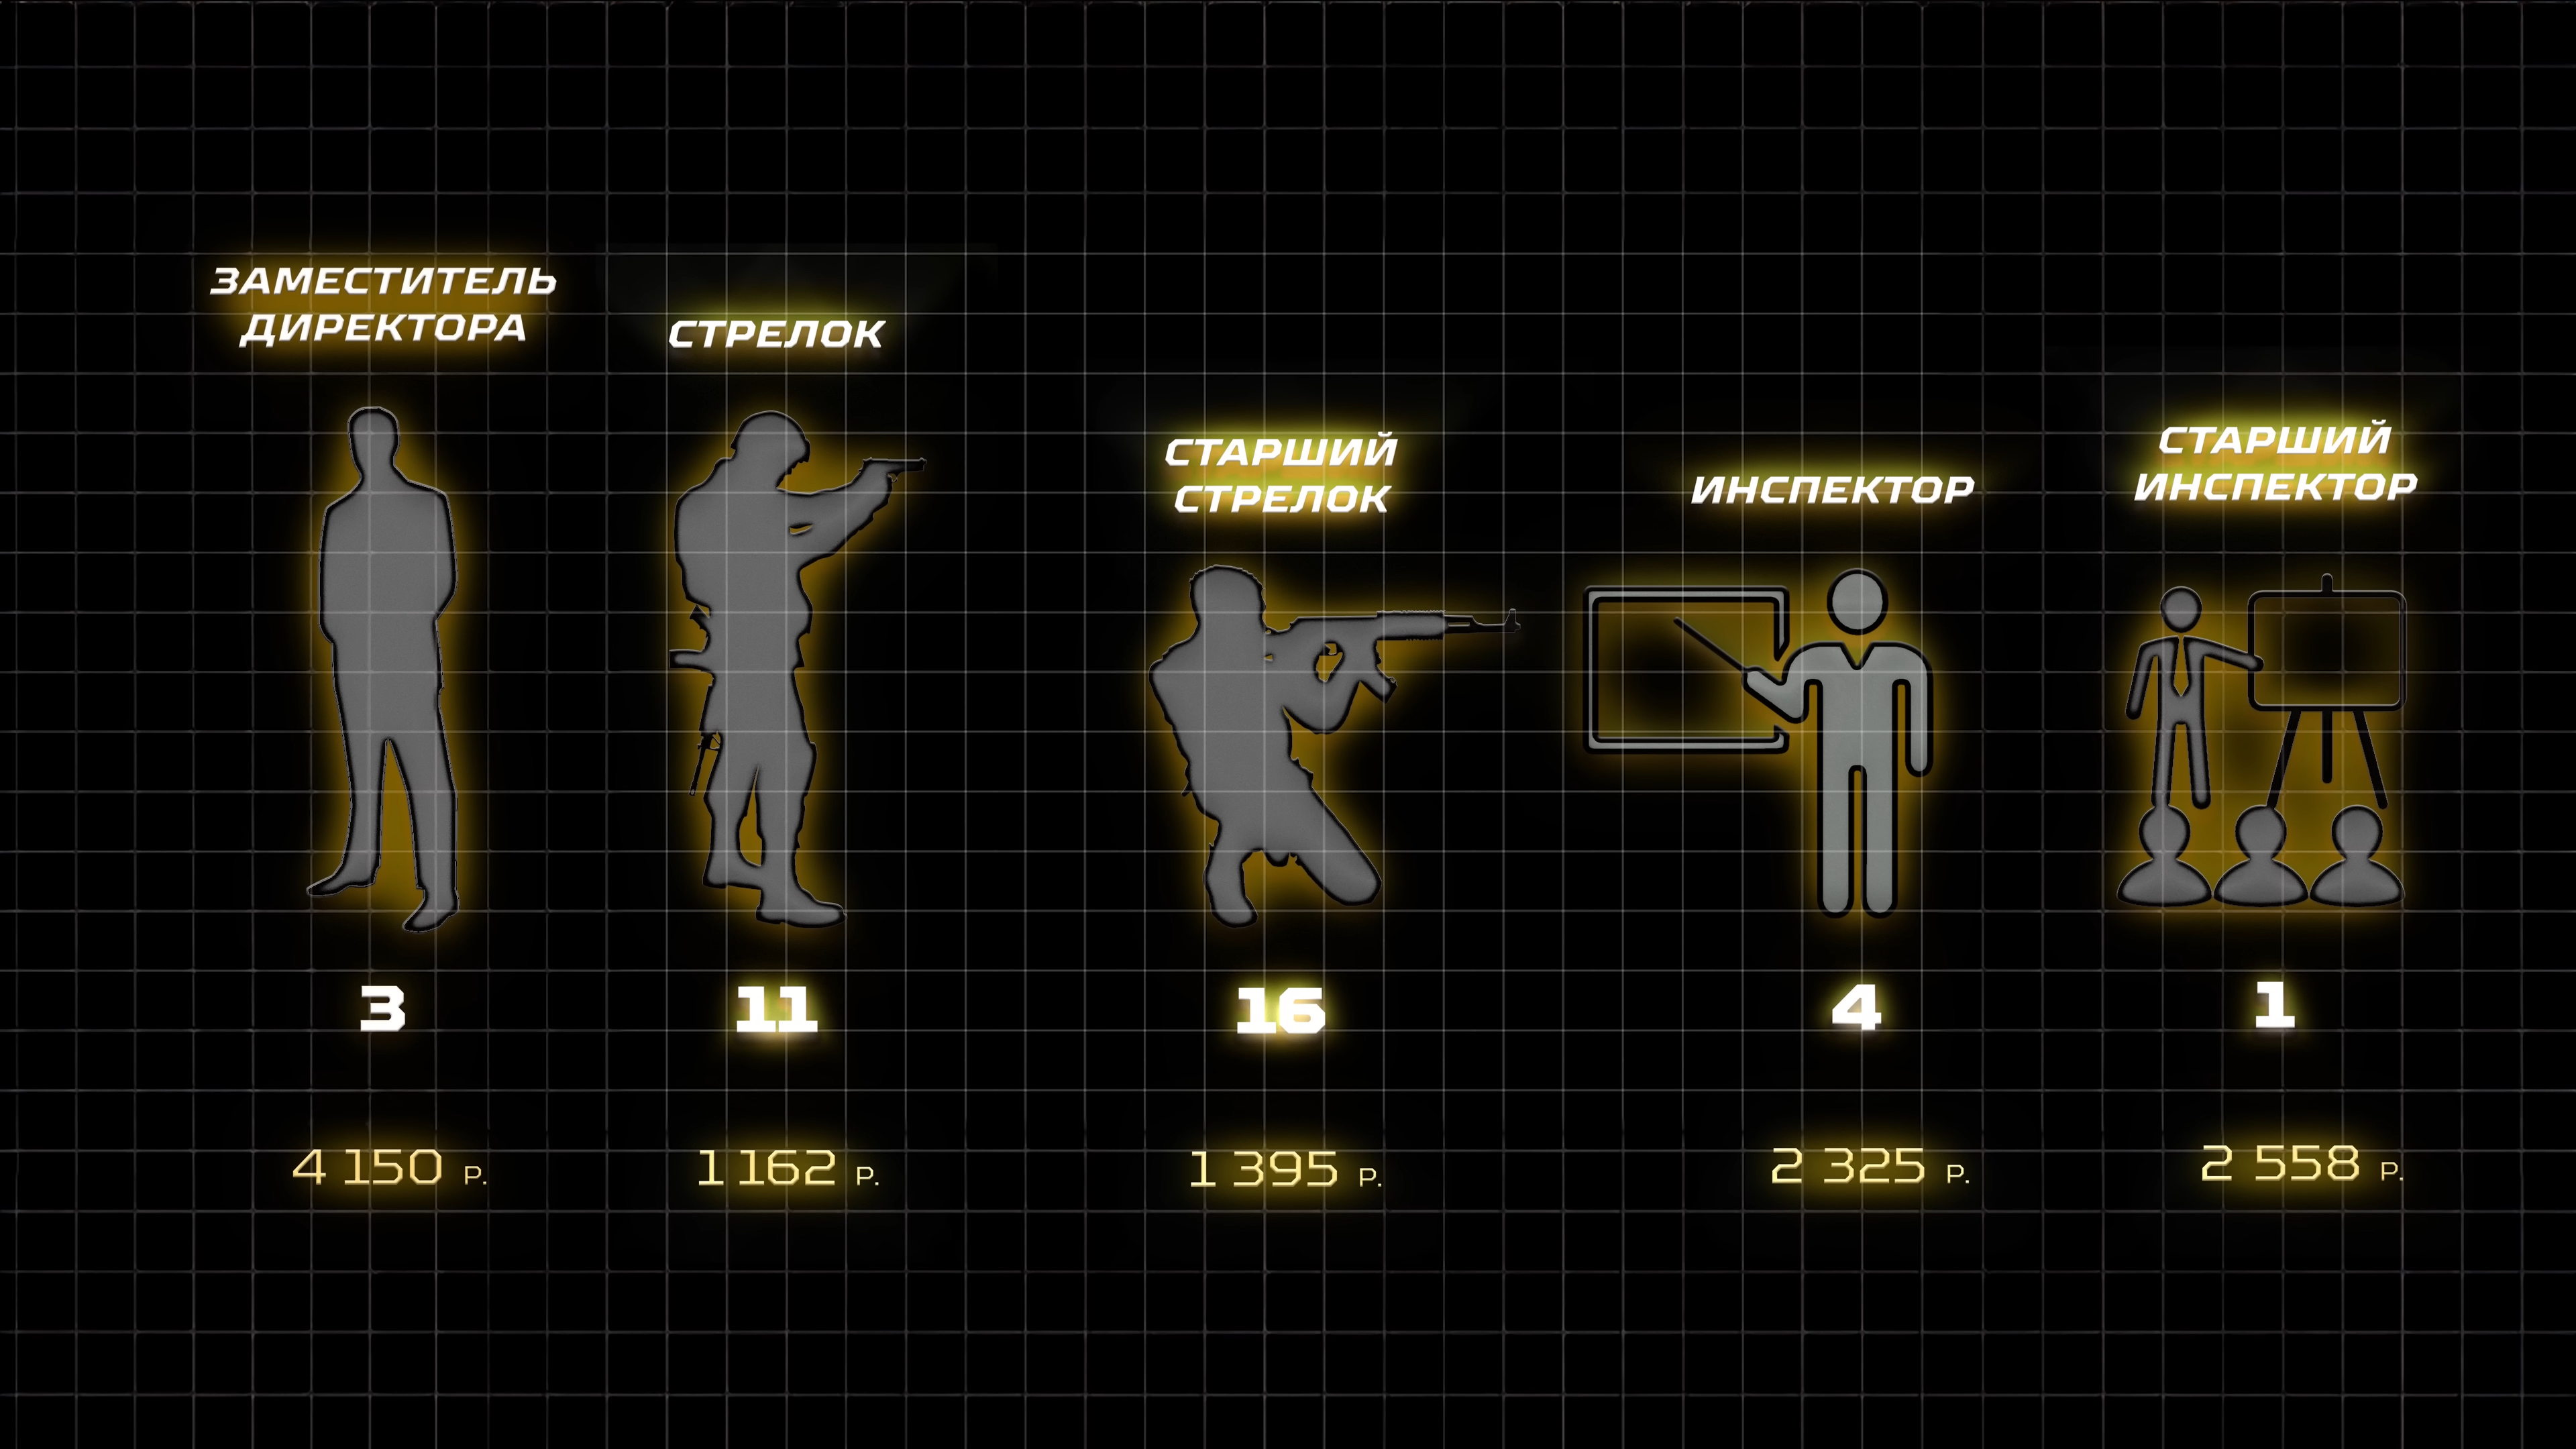 ЗАМЕСТИТЕЛЬ
ДИРЕКТОРА
3
4 150 Р.
СТРЕЛОК
11
1 162 Р.
СТАРШИЙ
СТРЕЛОК
16
1 395 Р.
ИНСПЕКТОР
4
2 325 Р.
СТАРШИЙ
ИНСПЕКТОР
1
2 558 Р.